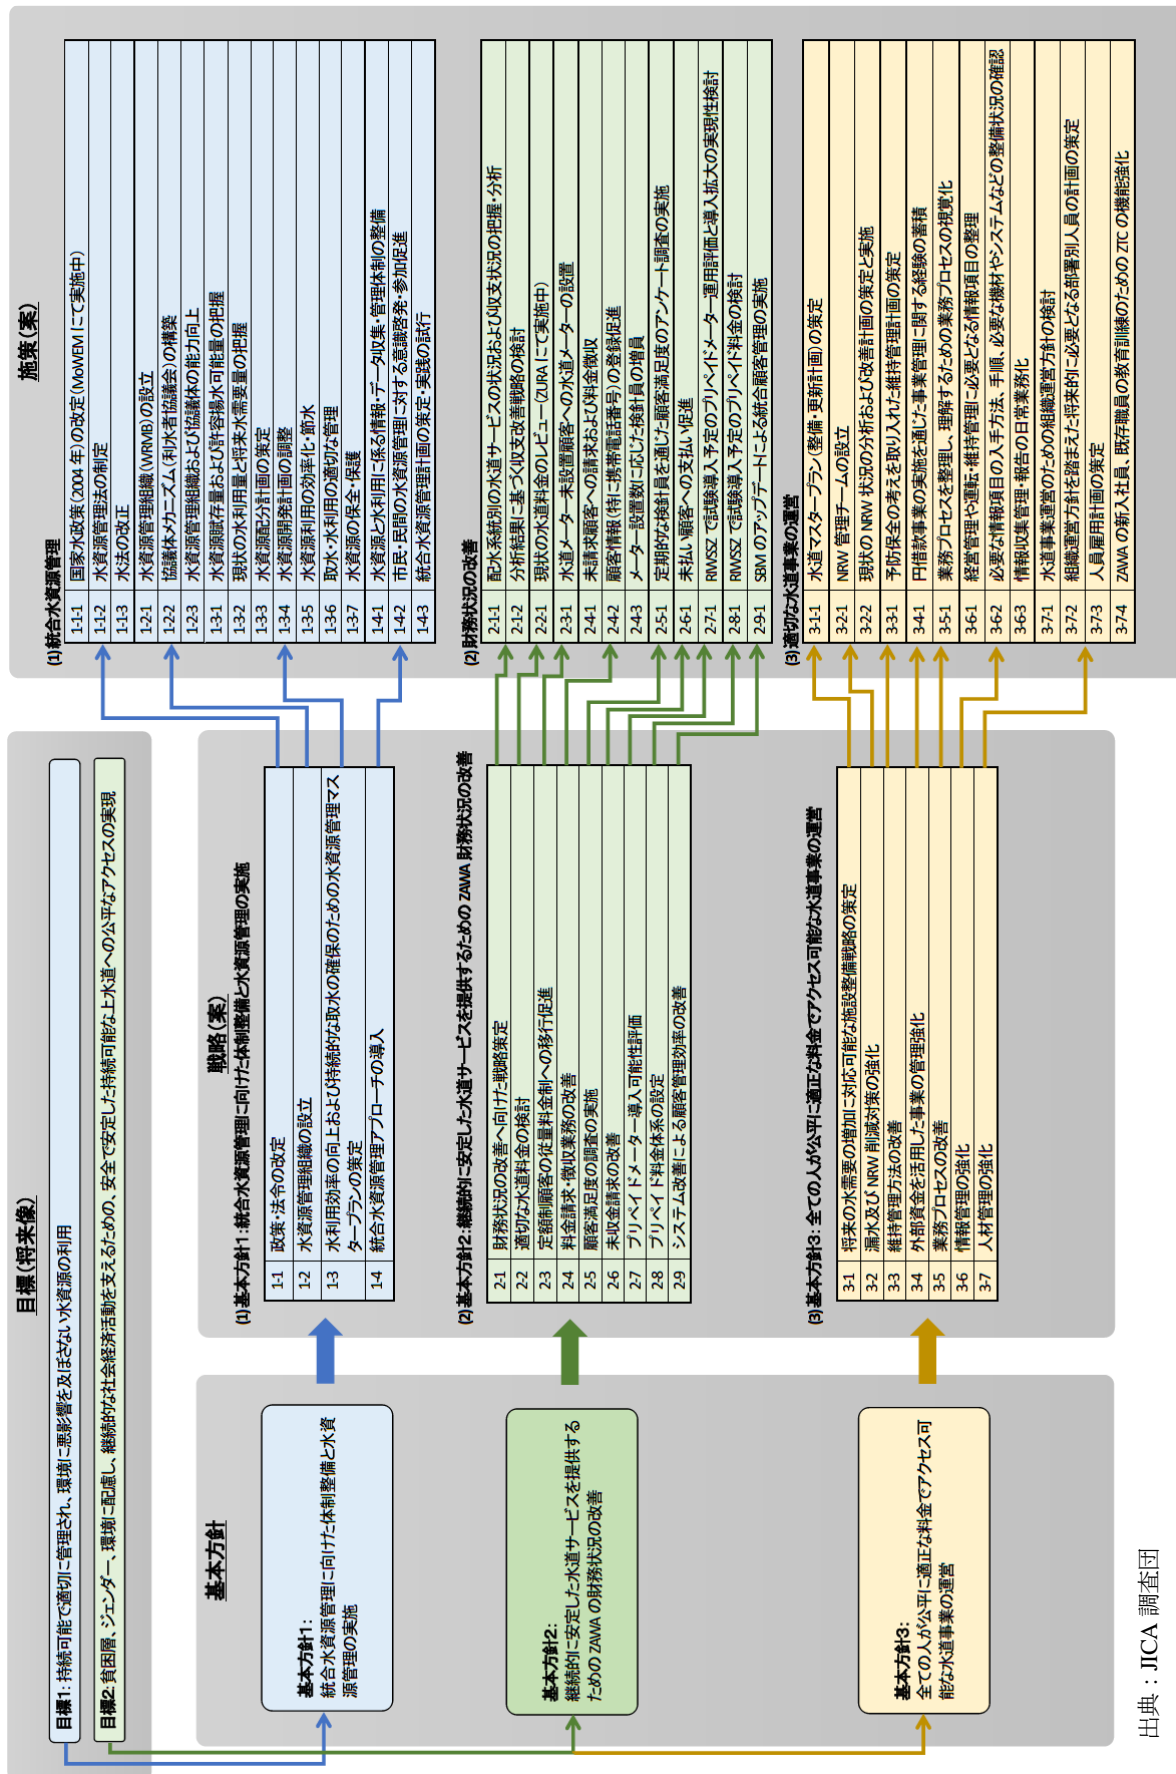 目標(将来像)
目標1: 持続可能で適切に管理され、環境に悪影響を及ぼさない水資源の利用
目標2: 貧困層、ジェンダー、環境に配慮し、継続的な社会経済活動を支えるための、安全で安定した持続可能な上水道への公平なアクセスの実現
基本方針
基本方針1:
統合水資源管理に向けた体制整備と水資
源管理の実施
基本方針2:
継続的に安定した水道サービスを提供する
ための ZAWA の財務状況の改善
基本方針3:
全ての人が公平に適正な料金でアクセス可
能な水道事業の運営
戦略(案)
(1)基本方針1:統合水資源管理に向けた体制整備と水資源管理の実施
1-1 政策・法令の改定
1-2 水資源管理組織の設立
1-3 水利用効率の向上および持続的な取水の確保のための水資源管理マス
タープランの策定
1-4 統合水資源管理アプローチの導入
(2)基本方針2:継続的に安定した水道サービスを提供するための ZAWA 財務状況の改善
2-1 財務状況の改善へ向けた戦略策定
2-2 適切な水道料金の検討
2-3 定額制顧客の従量料金制への移行促進
2-4 料金請求・徴収業務の改善
2-5 顧客満足度の調査の実施
2-6 未収金請求の改善
2-7 プリペイドメーター導入可能性評価
2-8 プリペイド料金体系の設定
2-9 システム改善による顧客管理効率の改善
(3)基本方針3:全ての人が公平に適正な料金でアクセス可能な水道事業の運営
3-1 将来の水需要の増加に対応可能な施設整備戦略の策定
3-2 漏水及び NRW 削減対策の強化
3-3 維持管理方法の改善
3-4 外部資金を活用した事業の管理強化
3-5 業務プロセスの改善
3-6 情報管理の強化
3-7 人材管理の強化
施策(案)
(1)統合水資源管理
1-1-1 国家水政策(2004 年)の改定(MoWEM にて実施中)
1-1-2 水資源管理法の制定
1-1-3 水法の改正
1-2-1 水資源管理組織(WRMB)の設立
1-2-2 協議体メカニズム(利水者協議会)の構築
1-2-3 水資源管理組織および協議体の能力向上
1-3-1 水資源賦存量および許容揚水可能量の把握
1-3-2 現状の水利用量と将来水需要量の把握
1-3-3 水資源配分計画の策定
1-3-4 水資源開発計画の調整
1-3-5 水資源利用の効率化・節水
1-3-6 取水・水利用の適切な管理
1-3-7 水資源の保全・保護
1-4-1 水資源と水利用に係る情報・データ収集・管理体制の整備
1-4-2 市民・民間の水資源管理に対する意識啓発・参加促進
1-4-3 統合水資源管理計画の策定・実践の試行
(2)財務状況の改善
2-1-1 配水系統別の水道サービスの状況および収支状況の把握・分析
2-1-2 分析結果に基づく収支改善戦略の検討
2-2-1 現状の水道料金のレビュー(ZURA にて実施中)
2-3-1 水道メーター未設置顧客への水道メーターの設置
2-4-1 未請求顧客への請求および料金徴収
2-4-2 顧客情報(特に携帯電話番号)の登録促進
2-4-3 メーター設置数に応じた検針員の増員
2-5-1 定期的な検針員を通じた顧客満足度のアンケート調査の実施
2-6-1 未払い顧客への支払い促進
2-7-1 RIWSSZ で試験導入予定のプリペイドメーター運用評価と導入拡大の実現性検討
2-8-1 RIWSSZ で試験導入予定のプリペイド料金の検討
2-9-1 SBM のアップデートによる統合顧客管理の実施
(3)適切な水道事業の運営
3-1-1 水道マスタープラン(整備・更新計画)の策定
3-2-1 NRW 管理チームの設立
3-2-2 現状の NRW 状況の分析および改善計画の策定と実施
3-3-1 予防保全の考えを取り入れた維持管理計画の策定
3-4-1 円借款事業の実施を通じた事業管理に関する経験の蓄積
3-5-1 業務プロセスを整理し、理解するための業務プロセスの視覚化
3-6-1 経営管理や運転・維持管理に必要となる情報項目の整理
3-6-2 必要な情報項目の入手方法、手順、必要な機材やシステムなどの整備状況の確認
3-6-3 情報収集管理・報告の日常業務化
3-7-1 水道事業運営のための組織運営方針の検討
3-7-2 組織運営方針を踏まえた将来的に必要となる部署別人員の計画の策定
3-7-3 人員雇用計画の策定
3-7-4 ZAWA の新入社員、既存職員の教育訓練のための ZTC の機能強化
出典:JICA 調査団